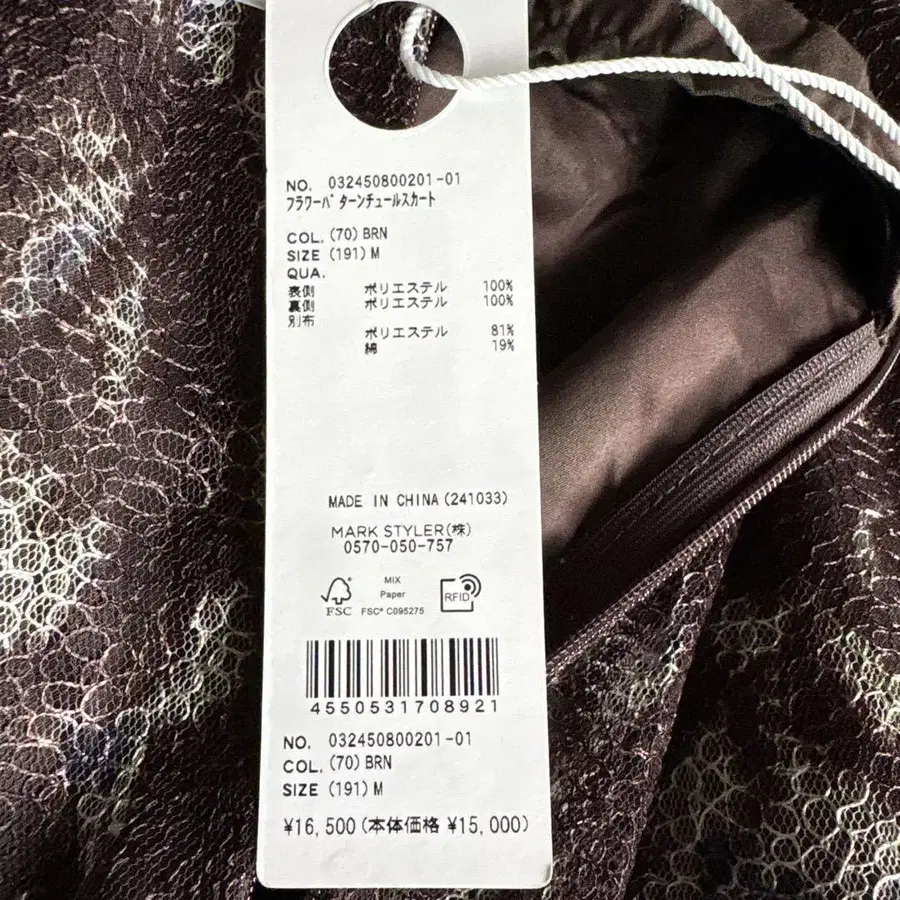 NO. 032450800201-01
フラワーパターンチュールスカート
COL. (70) BRN
SIZE (191) M
QUA.
表側 ポリエステル 100%
裏側 ポリエステル 100%
別布
ポリエステル 81%
綿 19%
MADE IN CHINA (241033)
MARK STYLER(株)
0570-050-757
FSC
MIX
Paper
FSC® C095275
RFID
4550531708921
NO. 032450800201-01
COL. (70) BRN
SIZE (191) M
¥16,500(本体価格 ¥15,000)